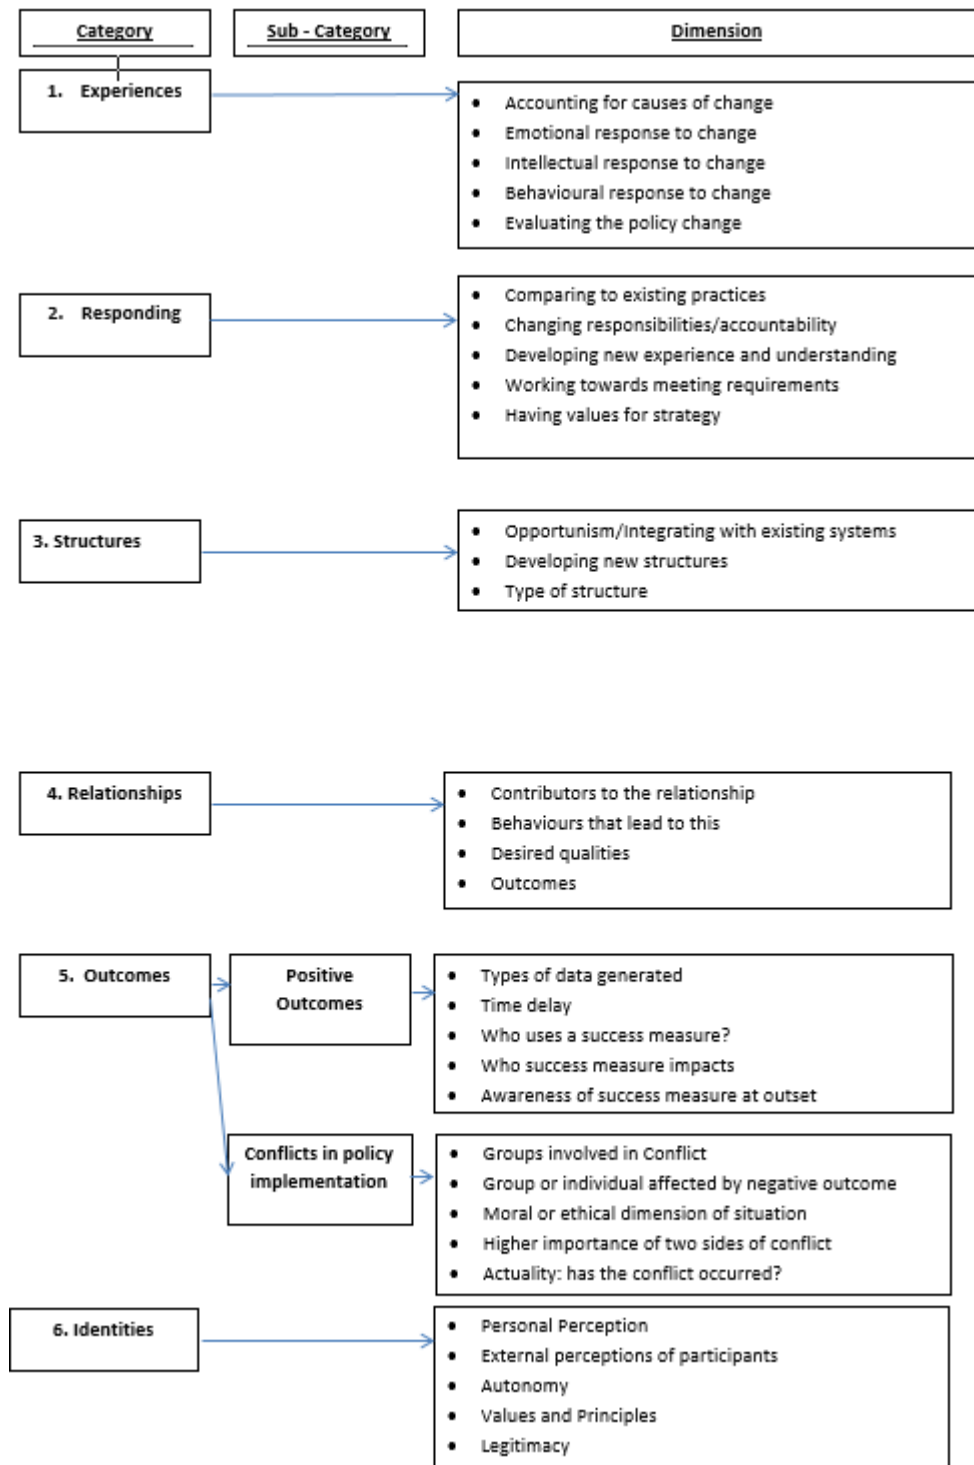 Category
Sub - Category
Dimension
1. Experiences
• Accounting for causes of change
• Emotional response to change
• Intellectual response to change
• Behavioural response to change
• Evaluating the policy change
2. Responding
• Comparing to existing practices
• Changing responsibilities/accountability
• Developing new experience and understanding
• Working towards meeting requirements
• Having values for strategy
3. Structures
• Opportunism/Integrating with existing systems
• Developing new structures
• Type of structure
4. Relationships
• Contributors to the relationship
• Behaviours that lead to this
• Desired qualities
• Outcomes
5. Outcomes
Positive
Outcomes
• Types of data generated
• Time delay
• Who uses a success measure?
• Who success measure impacts
• Awareness of success measure at outset
Conflicts in policy
implementation
• Groups involved in Conflict
• Group or individual affected by negative outcome
• Moral or ethical dimension of situation
• Higher importance of two sides of conflict
• Actuality: has the conflict occurred?
6. Identities
• Personal Perception
• External perceptions of participants
• Autonomy
• Values and Principles
• Legitimacy